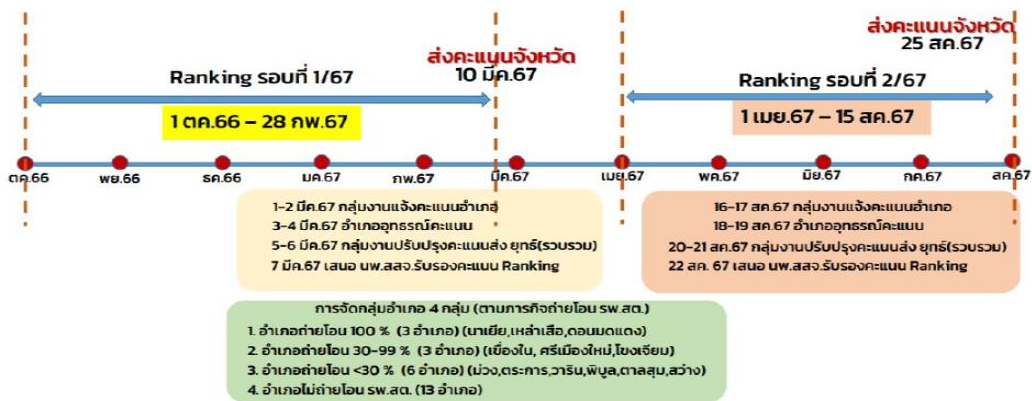 ส่งคะแนนจังหวัด
25 สค.67
ส่งคะแนนจังหวัด
10 มีค.67
Ranking รอบที่ 1/67
Ranking รอบที่ 2/67
1 ตค.66 – 28 กพ.67
1 เมย.67 – 15 สค.67
ตค.66 พย.66 ธค.66 มค.67 กพ.67 มีค.67 เมย.67 พค.67 มิย.67 กค.67 สค.67
1-2 มีค.67 กลุ่มงานแจ้งคะแนนอำเภอ
3-4 มีค.67 อำเภออุทธรณ์คะแนน
5-6 มีค.67 กลุ่มงานปรับปรุงคะแนนส่ง ยุทธ์(รวบรวม)
7 มีค.67 เสนอ นพ.สสจ.รับรองคะแนน Ranking
16-17 สค.67 กลุ่มงานแจ้งคะแนนอำเภอ
18-19 สค.67 อำเภออุทธรณ์คะแนน
20-21 สค.67 กลุ่มงานปรับปรุงคะแนนส่ง ยุทธ์(รวบรวม)
22 สค. 67 เสนอ นพ.สสจ.รับรองคะแนน Ranking
การจัดกลุ่มอำเภอ 4 กลุ่ม (ตามภารกิจถ่ายโอน รพ.สต.)
1. อำเภอถ่ายโอน 100 % (3 อำเภอ) (นาเยีย,เหล่าเสือ,ดอนมดแดง)
2. อำเภอถ่ายโอน 30-99 % (3 อำเภอ) (เขื่องใน, ศรีเมืองใหม่,โขงเจียม)
3. อำเภอถ่ายโอน <30 % (6 อำเภอ) (ม่วง,ตระการ,วาริน,พิบูล,ตาลสุม,สว่าง)
4. อำเภอไม่ถ่ายโอน รพ.สต. (13 อำเภอ)